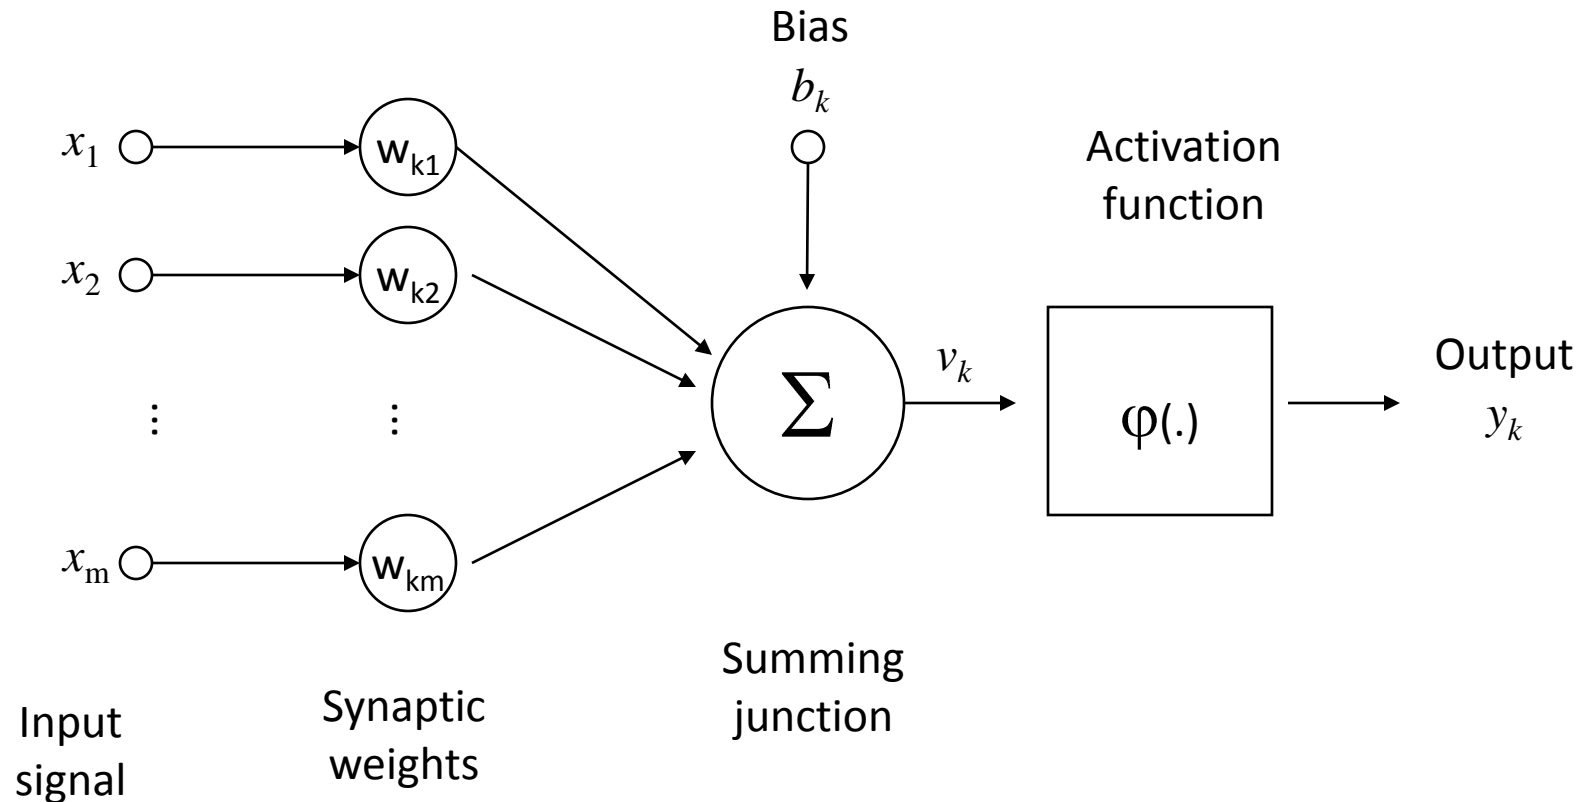 Bias
b_k
x_1
w_k1
Activation
function
x_2
w_k2
Σ
v_k
φ(.)
Output
y_k
⋮ ⋮
x_m
w_km
Summing
junction
Synaptic
weights
Input
signal